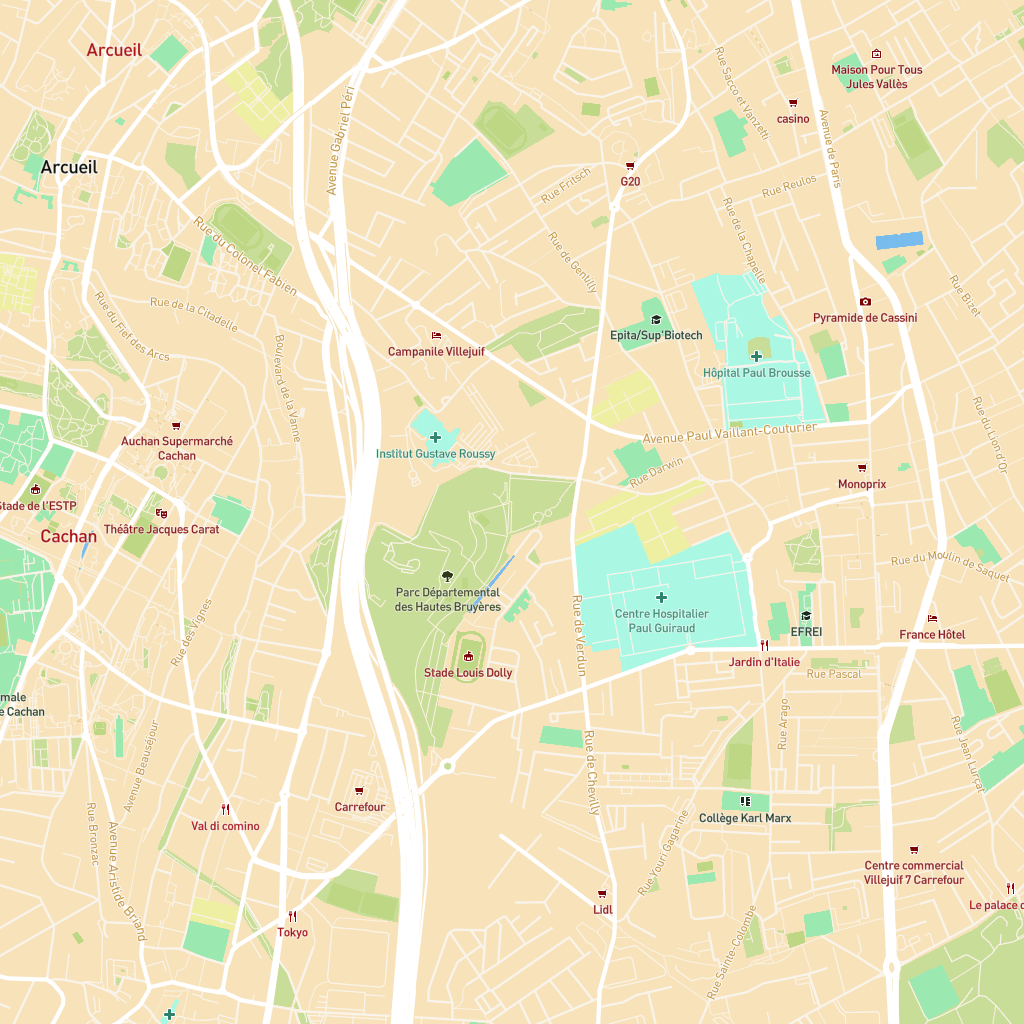 Arcueil
Maison Pour Tous
Jules Vallès
Rue Sacco et Vanzetti
casino
Avenue Gabriel Péri
Avenue de Paris
Arcueil
G20
Rue Fritsch
Rue Reulos
Rue du Colonel Fabien
Rue de la Chapelle
Rue de Gentilly
Rue Bizet
Rue de la Citadelle
Rue du Fief des Arcs
Pyramide de Cassini
Epita/Sup'Biotech
Campanile Villejuif
Hôpital Paul Brousse
Boulevard de la Vanne
Rue du Lion d'Or
Auchan Supermarché
Cachan
Avenue Paul Vaillant-Couturier
Institut Gustave Roussy
Rue Darwin
Monoprix
Stade de l'ESTP
Théâtre Jacques Carat
Cachan
Rue du Moulin de Saquet
Parc Départemental
des Hautes Bruyères
Centre Hospitalier
Paul Guiraud
Rue des Vignes
Rue de Verdun
EFREI
France Hôtel
Jardin d'Italie
Stade Louis Dolly
Rue Pascal
male
e Cachan
Rue Arago
Rue Jean Lurçat
Avenue Beauséjour
Rue de Chevilly
Carrefour
Val di comino
Collège Karl Marx
Rue Bronzac
Avenue Aristide Briand
Rue Youri Gagarine
Centre commercial
Villejuif 7 Carrefour
Lidl
Le palace d
Tokyo
Rue Sainte-Colombe